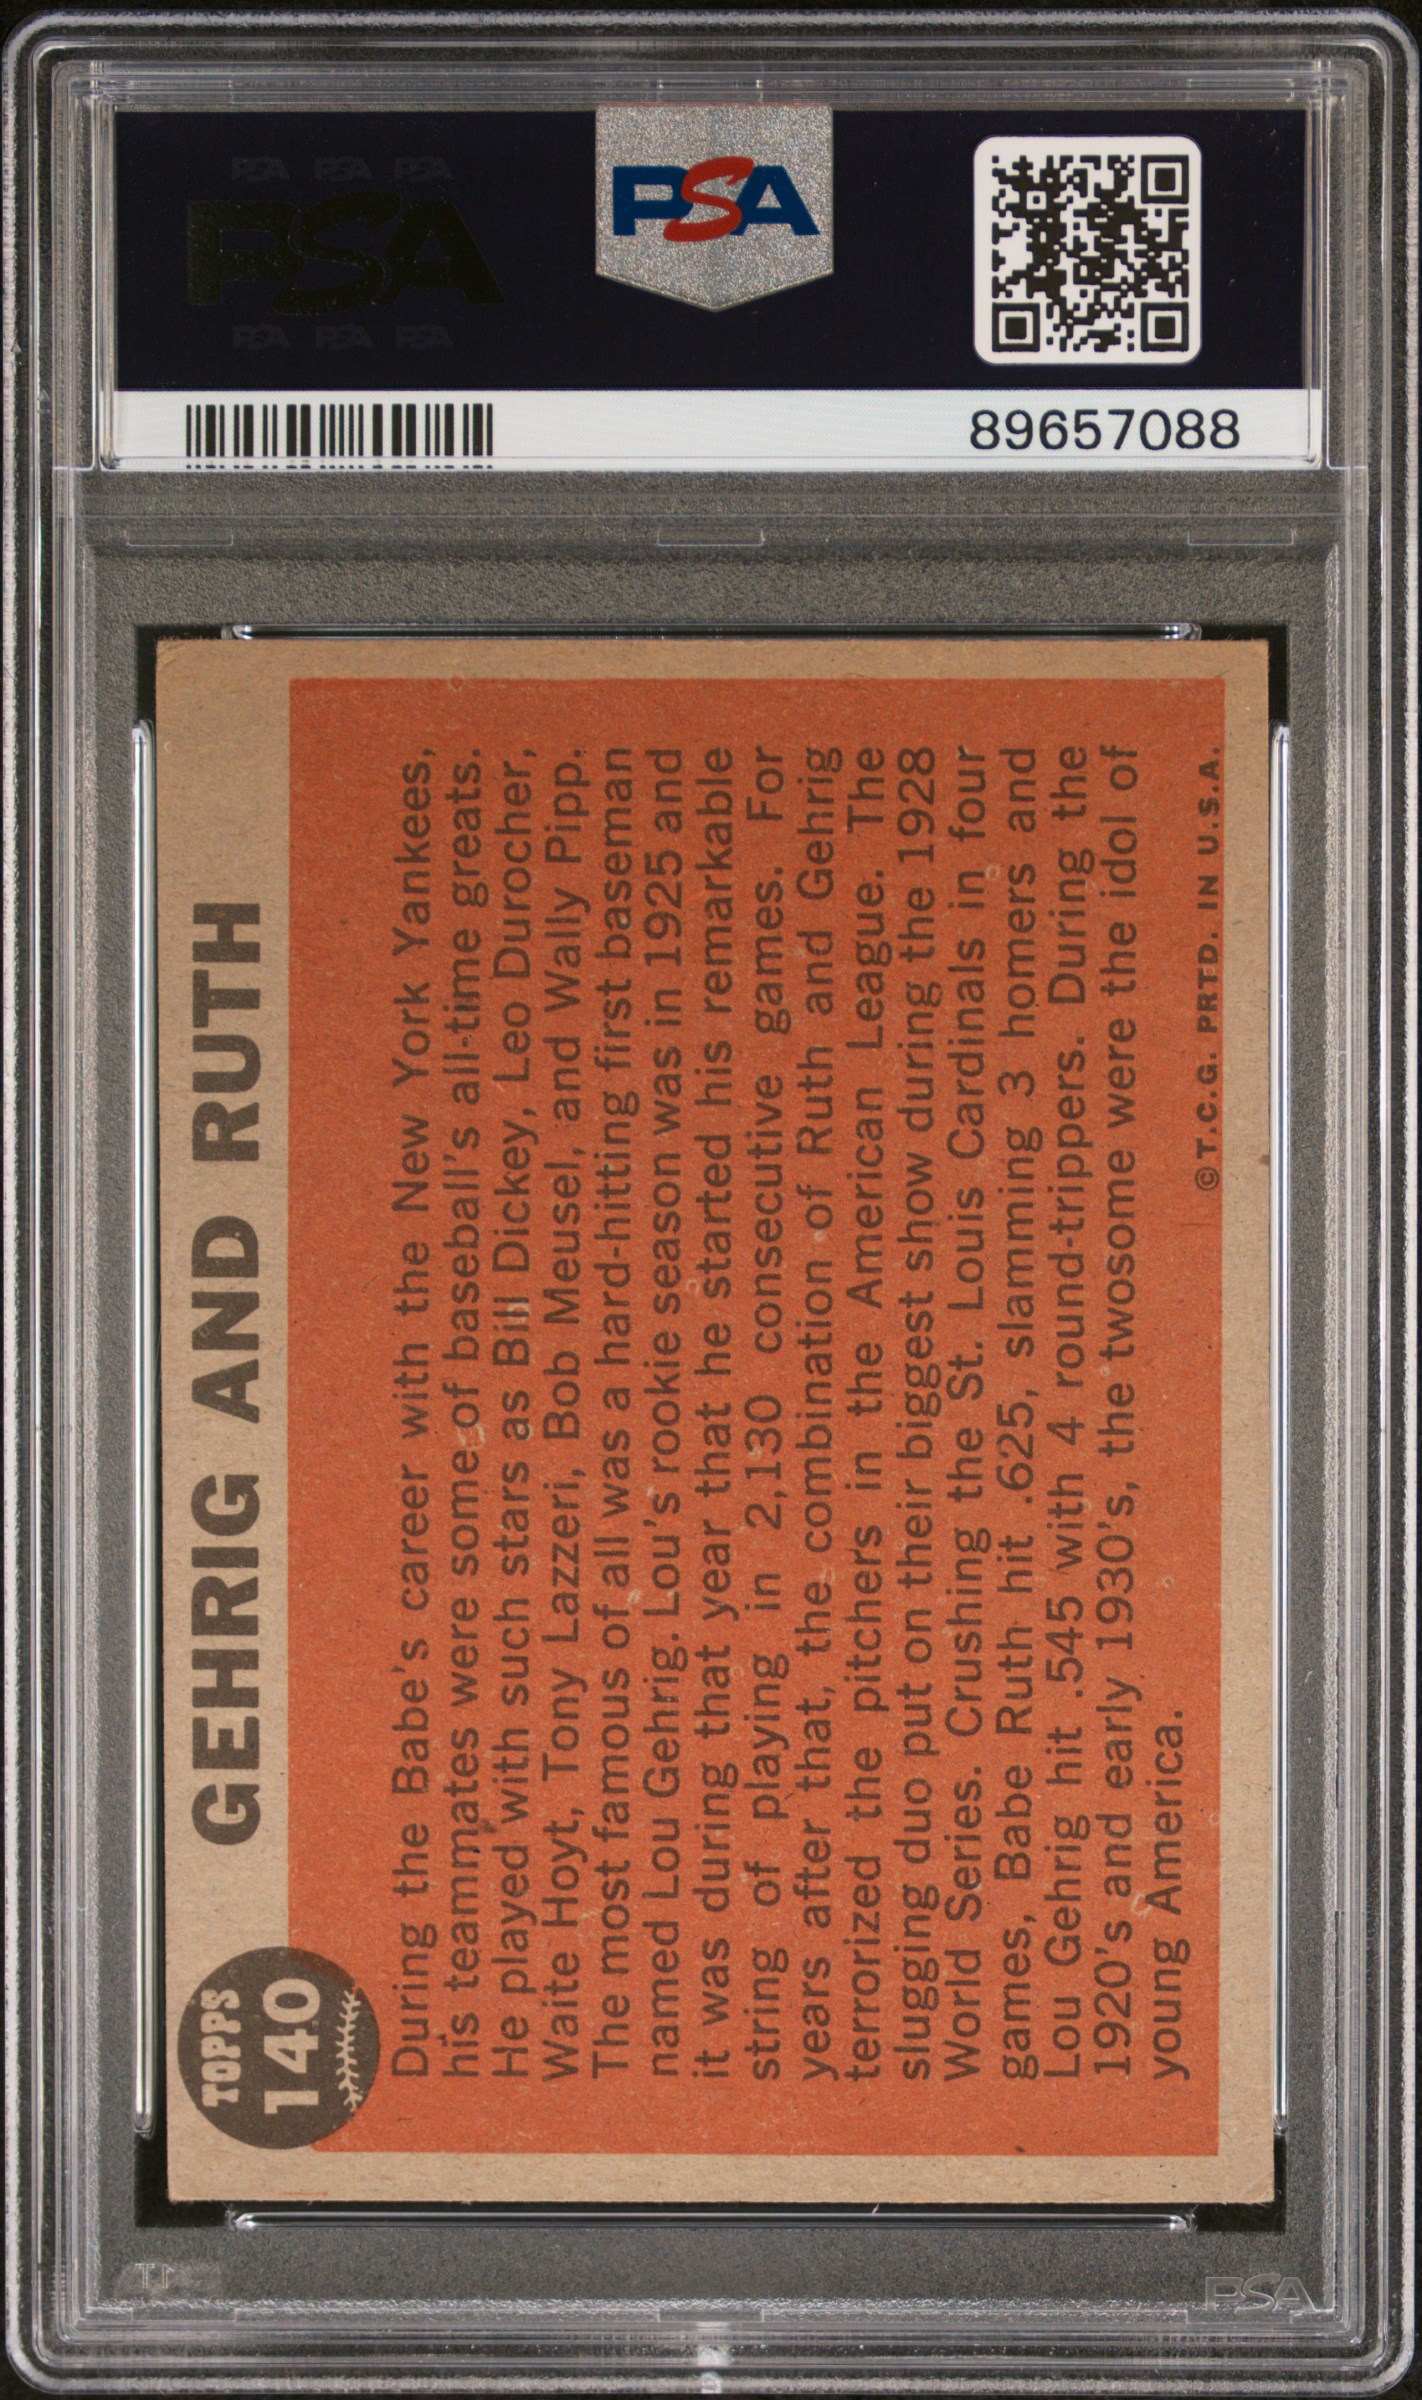 PSA PSA PSA
PSA
PSA PSA PSA
PSA
89657088
TOPPS
140
GEHRIG AND RUTH
During the Babe's career with the New York Yankees,
his teammates were some of baseball's all-time greats.
He played with such stars as Bill Dickey, Leo Durocher,
Waite Hoyt, Tony Lazzeri, Bob Meusel, and Wally Pipp.
The most famous of all was a hard-hitting first baseman
named Lou Gehrig. Lou's rookie season was in 1925 and
it was during that year that he started his remarkable
string of playing in 2,130 consecutive games. For
years after that, the combination of Ruth and Gehrig
terrorized the pitchers in the American League. The
slugging duo put on their biggest show during the 1928
World Series. Crushing the St. Louis Cardinals in four
games, Babe Ruth hit .625, slamming 3 homers and
Lou Gehrig hit .545 with 4 round-trippers. During the
1920's and early 1930's, the twosome were the idol of
young America.
© T.C.G. PRTD. IN U.S.A.
PSA